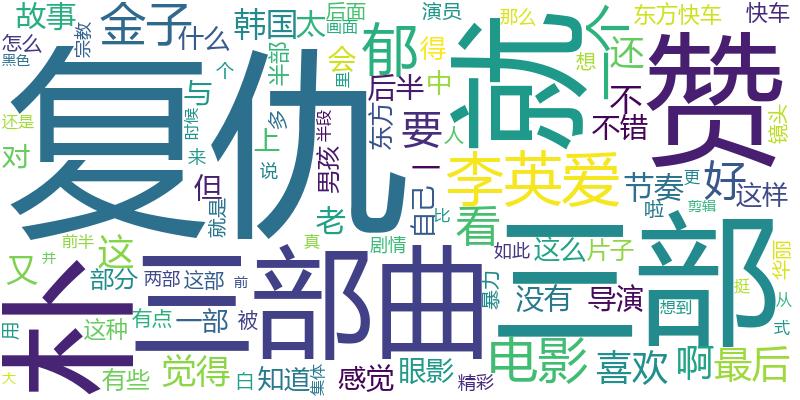 故事
怎么
黑色
宗教
金子
什么
韩国
太
后面
画面
演员
那么
东方快车
快车
半部
会
里
郁
得
中
就
一个
还
想
赞
复仇
个
与
后半
不
不错
镜头
还是
时候
来
上
多
说
男孩
半段
东方
要
一
人
对
但
就是
老
自己
比
看
李英爱
节奏
更
好
这样
啦
剪辑
前半
并
这
真
剧情
如此
这么
片子
三部
华丽
又
部分
两部
这部
前
三部曲
暴力
没有
导演
想到
挺
从
式
朴
用
这种
有点
一部
被
电影
喜欢
啊
最后
大
有些
觉得
白
知道
集体
感觉
眼影
精彩